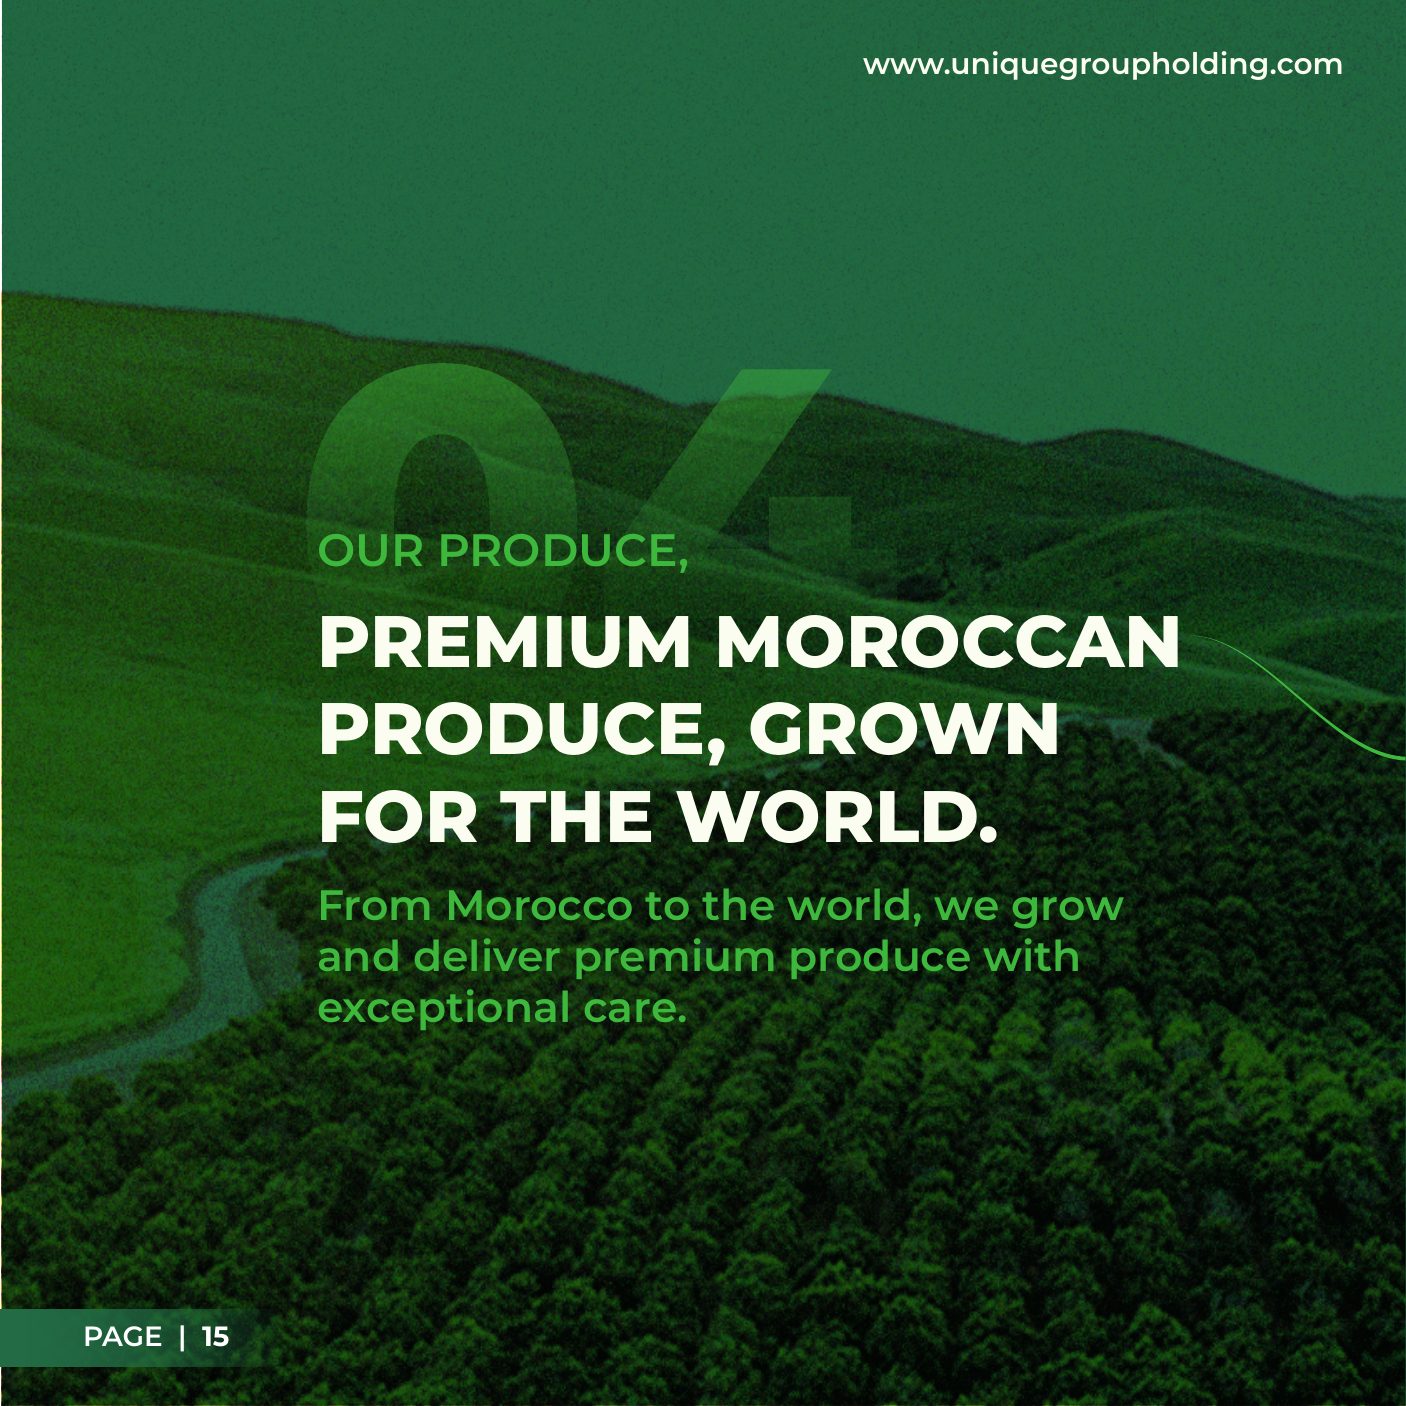 www.uniquegroupholding.com
04
OUR PRODUCE,
PREMIUM MOROCCAN
PRODUCE, GROWN
FOR THE WORLD.
From Morocco to the world, we grow
and deliver premium produce with
exceptional care.
PAGE | 15